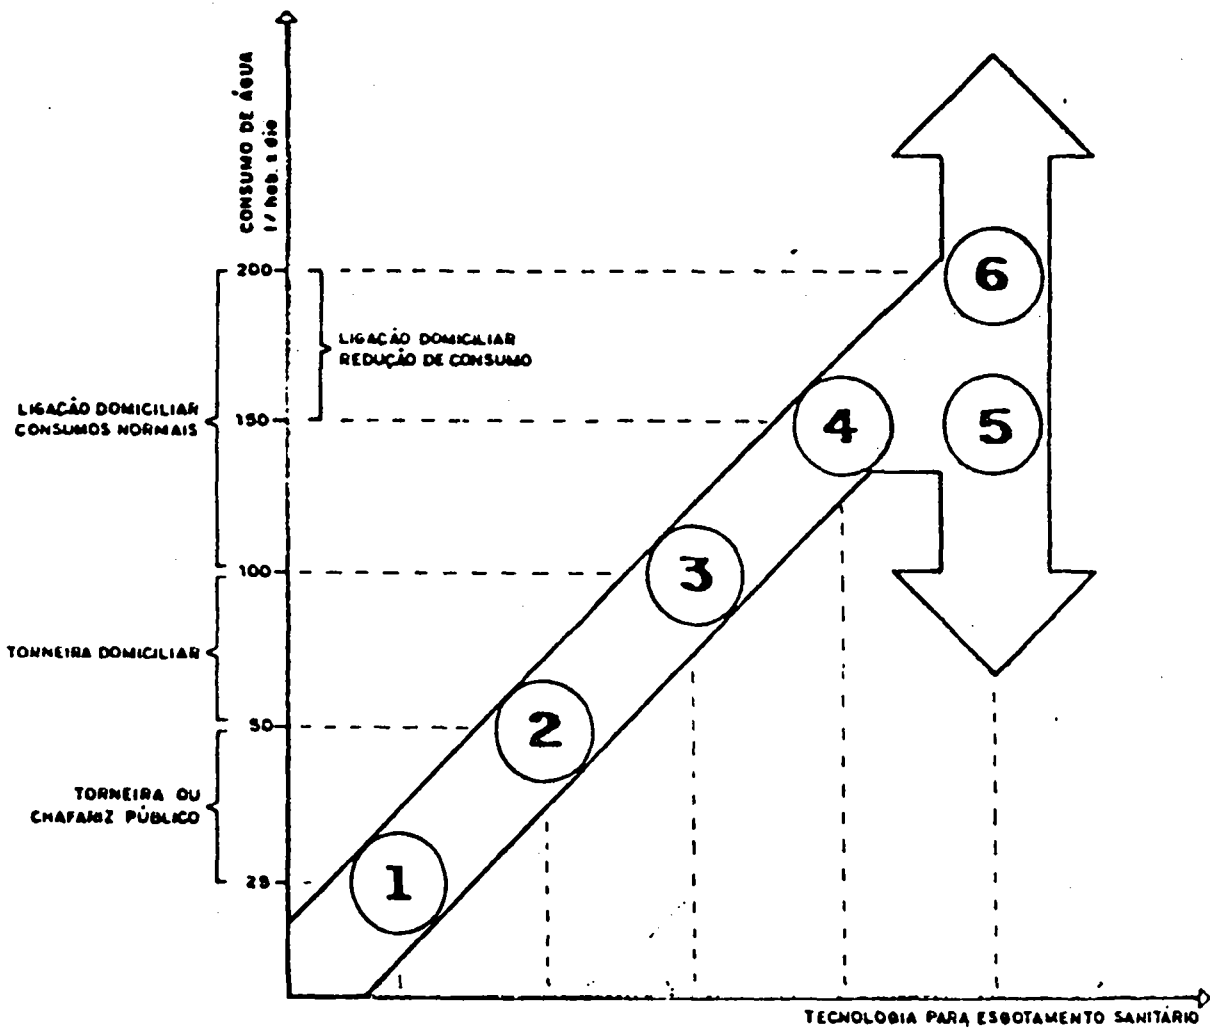 CONSUMO DE ÁGUA
l / hab. x dia
200
LIGAÇÃO DOMICILIAR
REDUÇÃO DE CONSUMO
LIGAÇÃO DOMICILIAR
CONSUMOS NORMAIS
150
100
TORNEIRA DOMICILIAR
50
TORNEIRA OU
CHAFARIZ PÚBLICO
25
6
4
5
3
2
1
TECNOLOGIA PARA ESGOTAMENTO SANITÁRIO